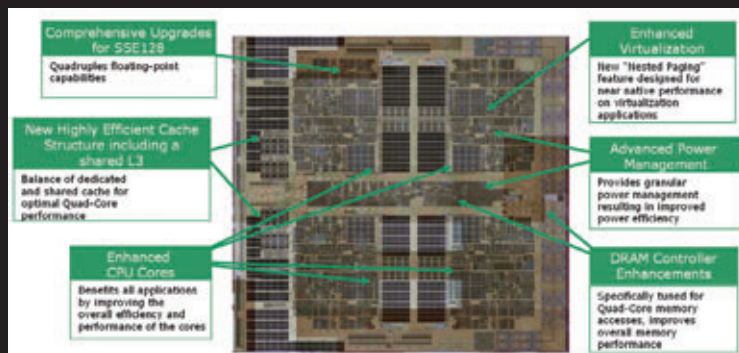 Comprehensive Upgrades
for SSE128
Quadruples floating-point
capabilities
New Highly Efficient Cache
Structure including a
shared L3
Balance of dedicated
and shared cache for
optimal Quad-Core
performance
Enhanced
CPU Cores
Benefits all applications
by improving the
overall efficiency and
performance of the cores
Enhanced
Virtualization
New "Nested Paging"
feature designed for
near native performance
on virtualization
applications
Advanced Power
Management
Provides granular
power management
resulting in improved
power efficiency
DRAM Controller
Enhancements
Specifically tuned for
Quad-Core memory
accesses, improves
overall memory
performance